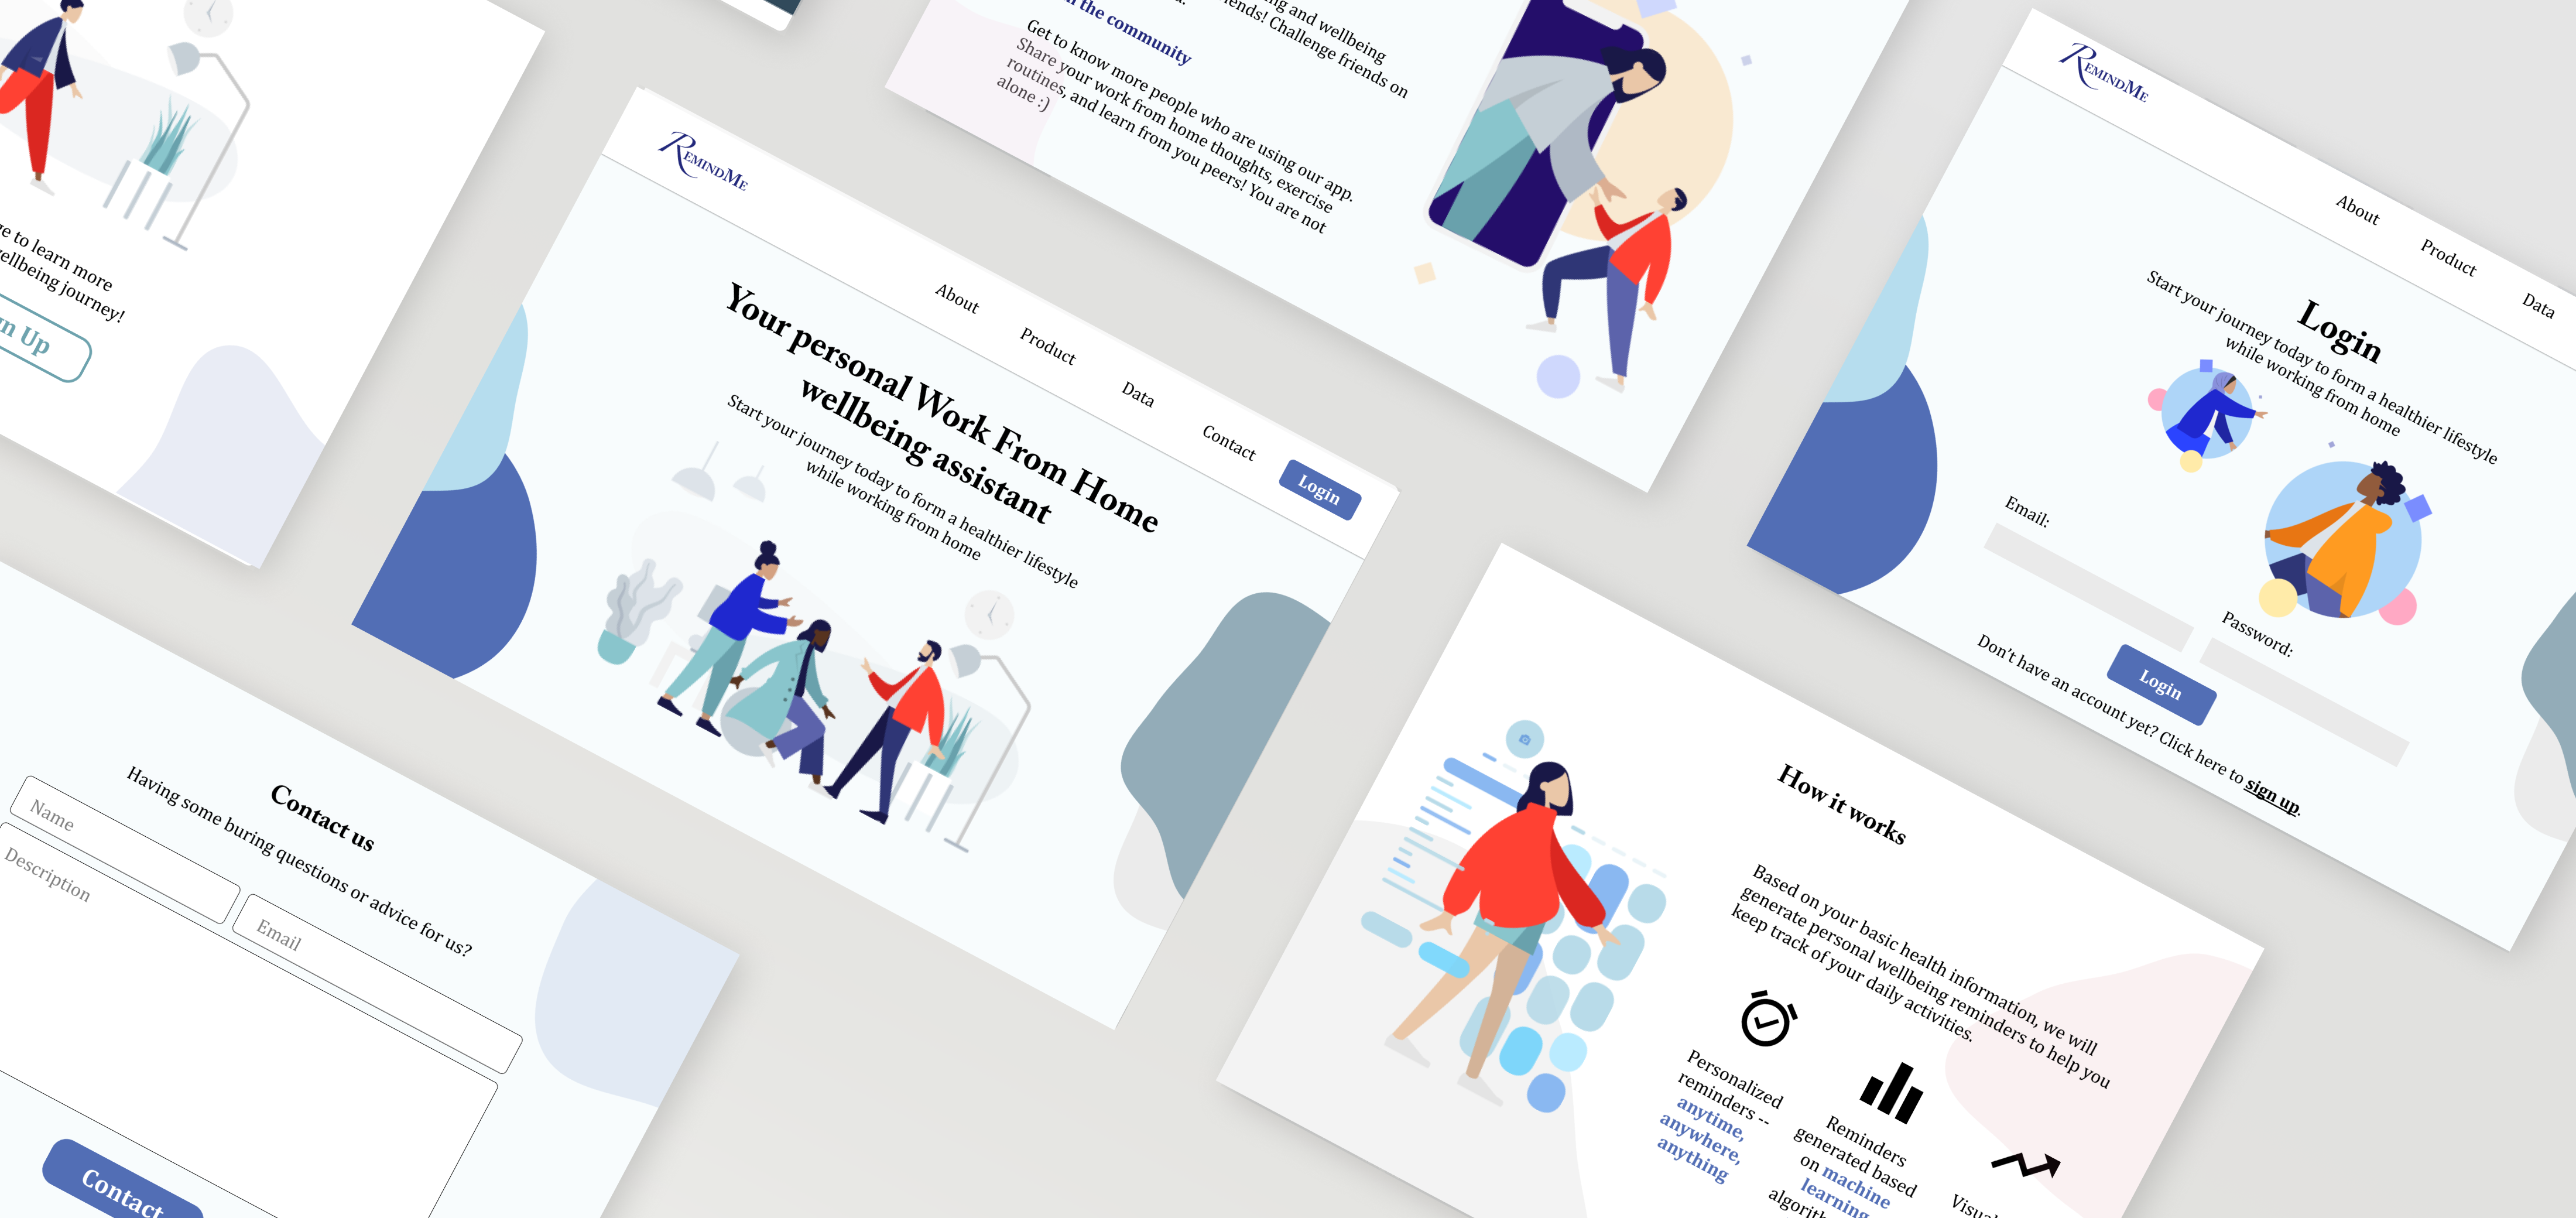 e to learn more
ellbeing journey!
n Up
ing and wellbeing
ends! Challenge friends on
the community
Get to know more people who are using our app.
Share your work from home thoughts, exercise
routines, and learn from you peers! You are not
alone :)
REMINDME
About
Product
Data
Contact
Login
Your personal Work From Home
wellbeing assistant
Start your journey today to form a healthier lifestyle
while working from home
REMINDME
About
Product
Data
Login
Start your journey today to form a healthier lifestyle
while working from home
Email:
Password:
Login
Don't have an account yet? Click here to sign up.
Contact us
Having some buring questions or advice for us?
Name
Email
Description
Contact
How it works
Based on your basic health information, we will
generate personal wellbeing reminders to help you
keep track of your daily activities.
Personalized
reminders --
anytime,
anywhere,
anything
Reminders
generated based
on machine
learning
algorith
Visual